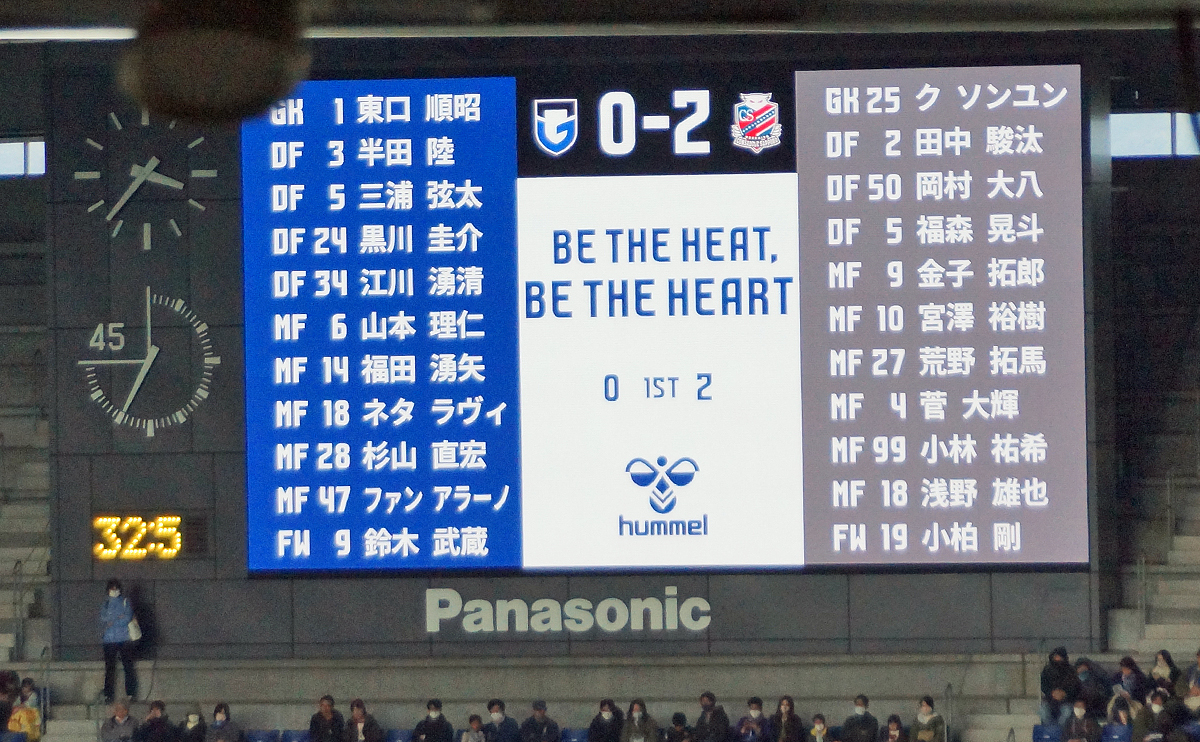 GK 1 東口 順昭
DF 3 半田 陸
DF 5 三浦 弦太
DF 24 黒川 圭介
DF 34 江川 湧清
MF 6 山本 理仁
MF 14 福田 湧矢
MF 18 ネタ ラヴィ
MF 28 杉山 直宏
MF 47 ファン アラーノ
FW 9 鈴木 武蔵
G
0-2
CS
BE THE HEAT,
BE THE HEART
0 1ST 2
hummel
GK 25 ク ソンユン
DF 2 田中 駿汰
DF 50 岡村 大八
DF 5 福森 晃斗
MF 9 金子 拓郎
MF 10 宮澤 裕樹
MF 27 荒野 拓馬
MF 4 菅 大輝
MF 99 小林 祐希
MF 18 浅野 雄也
FW 19 小柏 剛
45
32:5
Panasonic